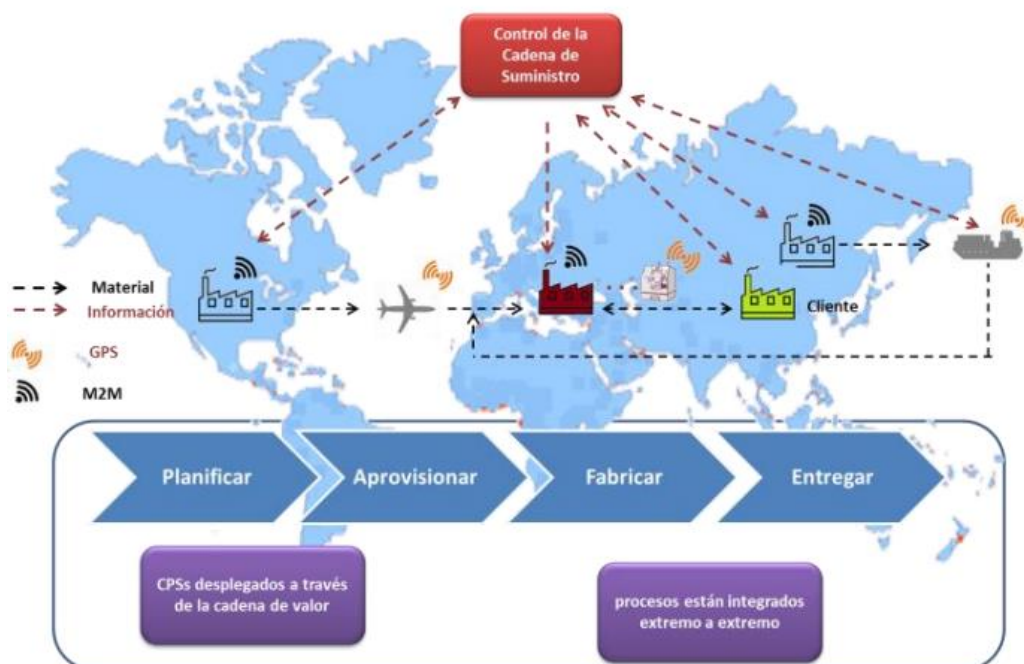 Control de la
Cadena de
Suministro
Material
Información
GPS
M2M
Cliente
Planificar
Aprovisionar
Fabricar
Entregar
CPSs desplegados a través
de la cadena de valor
procesos están integrados
extremo a extremo